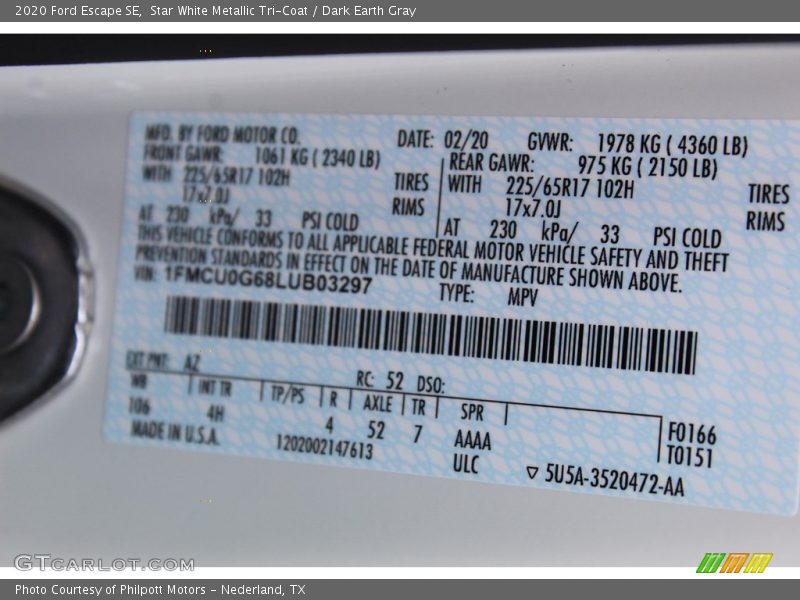 2020 Ford Escape SE,  Star White Metallic Tri-Coat / Dark Earth Gray
MFD. BY FORD MOTOR CO.
DATE: 02/20 GVWR: 1978 KG ( 4360 LB)
FRONT GAWR: 1061 KG ( 2340 LB)
REAR GAWR: 975 KG ( 2150 LB)
WITH 225/65R17 102H TIRES
WITH 225/65R17 102H TIRES
17x7.0J RIMS
17x7.0J RIMS
AT 230 kPa/ 33 PSI COLD
AT 230 kPa/ 33 PSI COLD
THIS VEHICLE CONFORMS TO ALL APPLICABLE FEDERAL MOTOR VEHICLE SAFETY AND THEFT
PREVENTION STANDARDS IN EFFECT ON THE DATE OF MANUFACTURE SHOWN ABOVE.
VIN: 1FMCU0G68LUB03297
TYPE: MPV
EXT PNT: AZ
RC: 52 DSO:
WB INT TR TP/PS R AXLE TR SPR
106 4H 4 52 7 AAAA
F0166
T0151
MADE IN U.S.A.
1202002147613
ULC
▽ 5U5A-3520472-AA
GTCARLOT.COM
Photo Courtesy of Philpott Motors - Nederland, TX